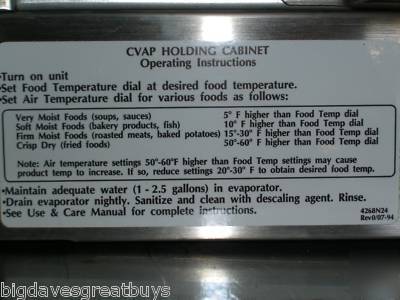 CVAP HOLDING CABINET
Operating Instructions
•Turn on unit
•Set Food Temperature dial at desired food temperature.
•Set Air Temperature dial for various foods as follows:
Very Moist Foods (soups, sauces) 5° F higher than Food Temp dial
Soft Moist Foods (bakery products, fish) 10° F higher than Food Temp dial
Firm Moist Foods (roasted meats, baked potatoes) 15°-30° F higher than Food Temp dial
Crisp Dry (fried foods) 50°-60° F higher than Food Temp dial
Note: Air temperature settings 50°-60°F higher than Food Temp settings may cause
product temp to increase. If so, reduce settings 20°-30° F to obtain desired food temp.
•Maintain adequate water (1 - 2.5 gallons) in evaporator.
•Drain evaporator nightly. Sanitize and clean with descaling agent. Rinse.
•See Use & Care Manual for complete instructions.
4268N24
Rev0/07-94
© bigdavesgreatbuys